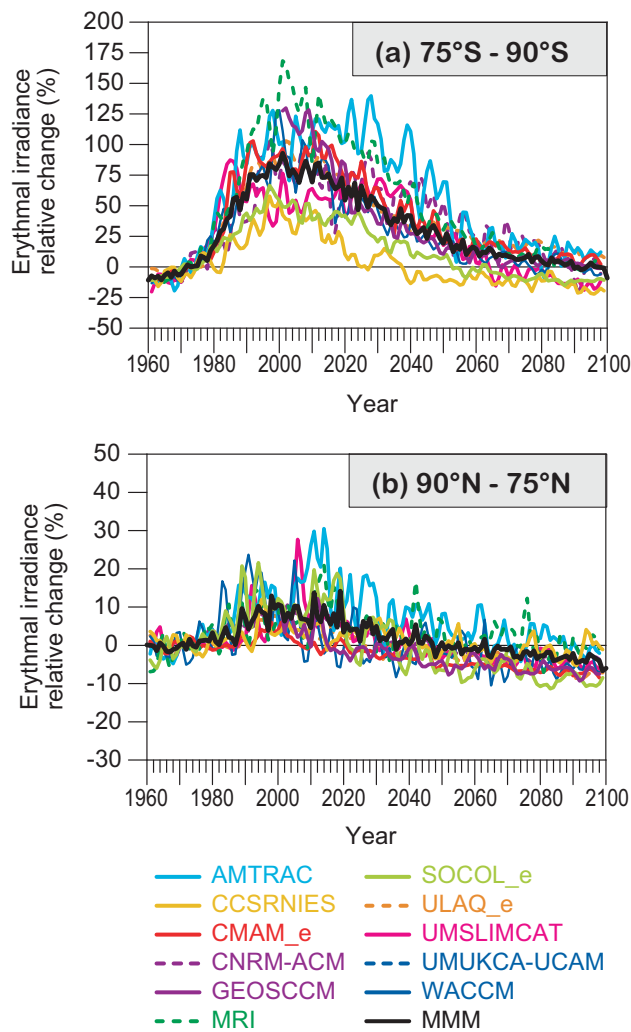 200
175
150
125
100
75
50
25
0
-25
-50
Erythmal irradiance
relative change (%)
(a) 75°S - 90°S
1960 1980 2000 2020 2040 2060 2080 2100
Year
50
40
30
20
10
0
-10
-20
-30
Erythmal irradiance
relative change (%)
(b) 90°N - 75°N
1960 1980 2000 2020 2040 2060 2080 2100
Year
AMTRAC SOCOL_e
CCSRNIES ULAQ_e
CMAM_e UMSLIMCAT
CNRM-ACM UMUKCA-UCAM
GEOSCCM WACCM
MRI MMM